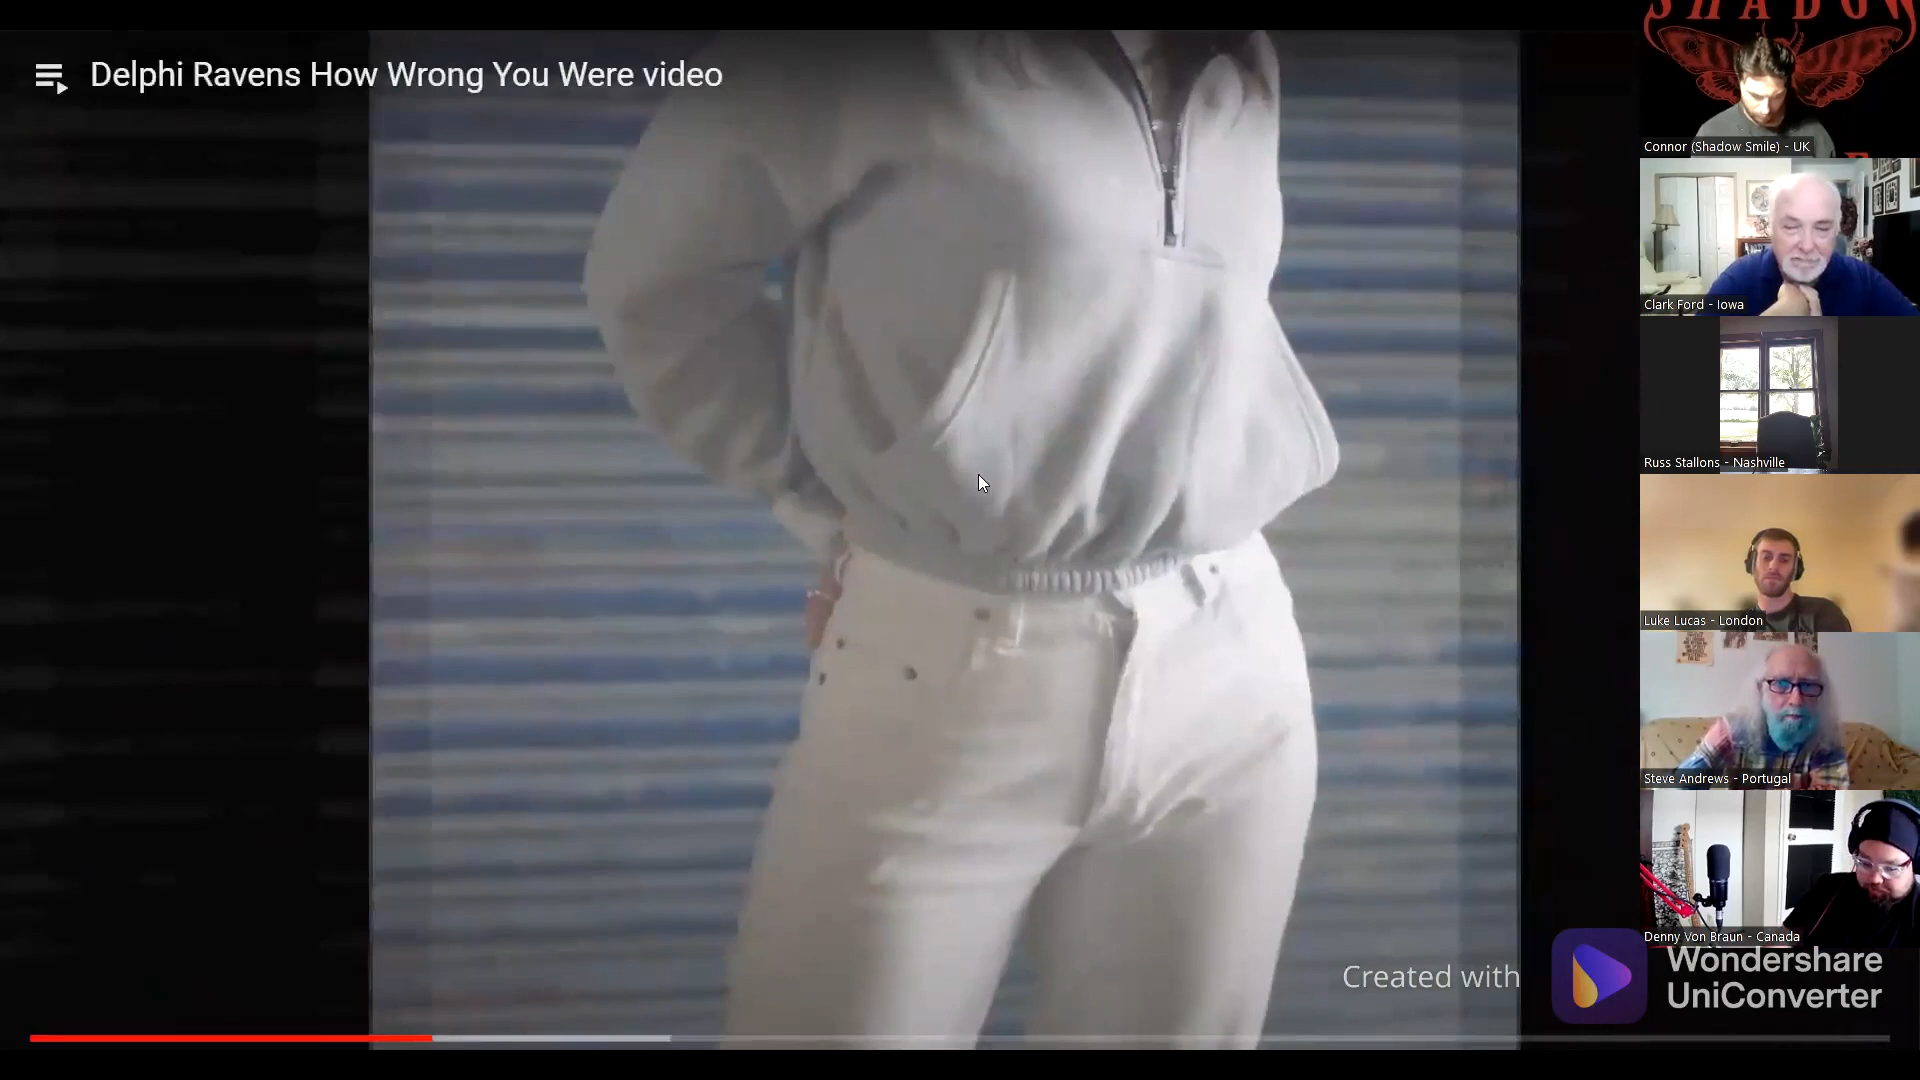 Delphi Ravens How Wrong You Were video
SHADOW
Connor (Shadow Smile) - UK
Clark Ford - Iowa
Russ Stallons - Nashville
Luke Lucas - London
Steve Andrews - Portugal
Denny Von Braun - Canada
Created with
Wondershare
UniConverter